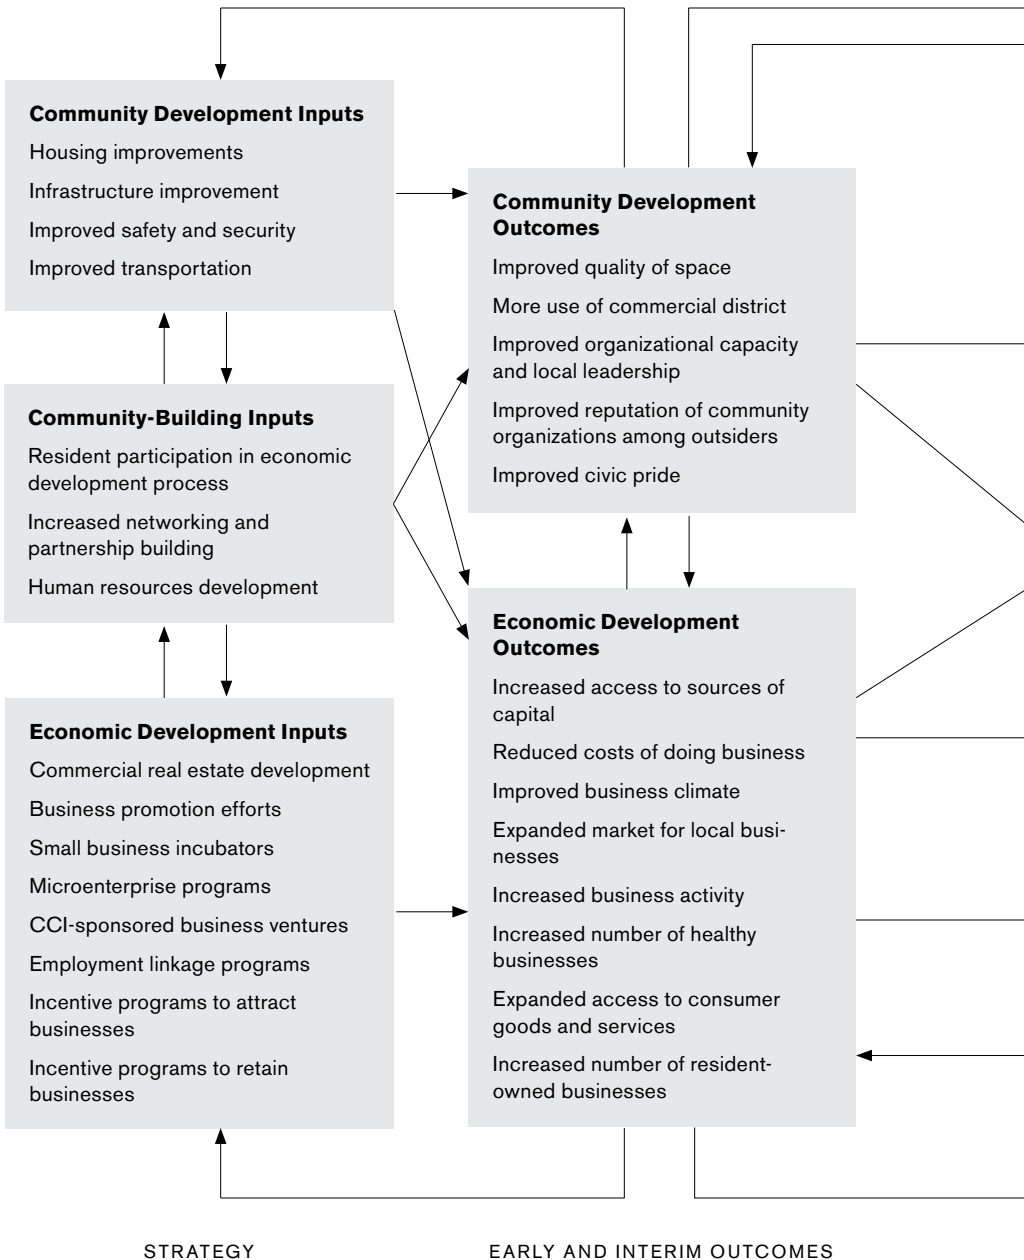 Community Development Inputs
Housing improvements
Infrastructure improvement
Improved safety and security
Improved transportation
Community-Building Inputs
Resident participation in economic
development process
Increased networking and
partnership building
Human resources development
Economic Development Inputs
Commercial real estate development
Business promotion efforts
Small business incubators
Microenterprise programs
CCI-sponsored business ventures
Employment linkage programs
Incentive programs to attract
businesses
Incentive programs to retain
businesses
STRATEGY
Community Development
Outcomes
Improved quality of space
More use of commercial district
Improved organizational capacity
and local leadership
Improved reputation of community
organizations among outsiders
Improved civic pride
Economic Development
Outcomes
Increased access to sources of
capital
Reduced costs of doing business
Improved business climate
Expanded market for local busi-
nesses
Increased business activity
Increased number of healthy
businesses
Expanded access to consumer
goods and services
Increased number of resident-
owned businesses
EARLY AND INTERIM OUTCOMES